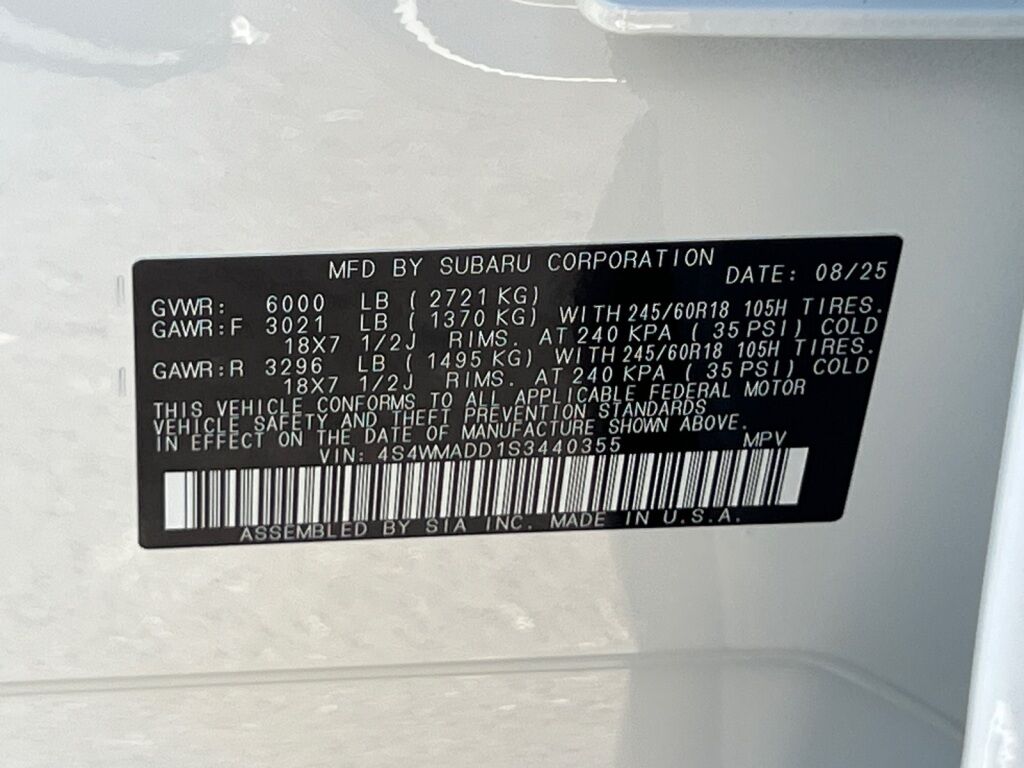 MFD BY SUBARU CORPORATION DATE: 08/25
GVWR: 6000 LB ( 2721 KG)
GAWR:F 3021 LB ( 1370 KG) WITH 245/60R18 105H TIRES.
18X7 1/2J RIMS. AT 240 KPA ( 35 PSI) COLD
GAWR:R 3296 LB ( 1495 KG) WITH 245/60R18 105H TIRES.
18X7 1/2J RIMS. AT 240 KPA ( 35 PSI) COLD
THIS VEHICLE CONFORMS TO ALL APPLICABLE FEDERAL MOTOR
VEHICLE SAFETY AND THEFT PREVENTION STANDARDS
IN EFFECT ON THE DATE OF MANUFACTURE SHOWN ABOVE.
VIN: 4S4WMADD1S3440355 MPV
ASSEMBLED BY SIA INC. MADE IN U.S.A.